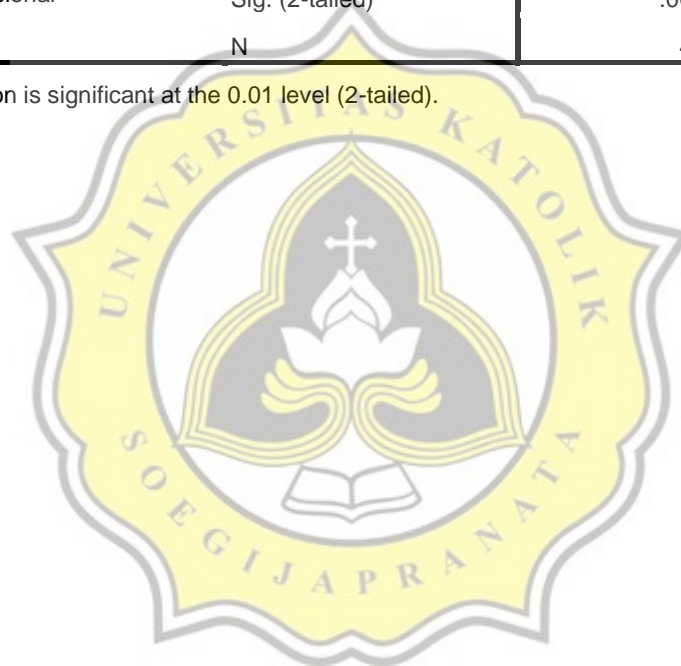 Sig. (2-tailed)
N
on is significant at the 0.01 level (2-tailed).
UNIVERSITAS KATOLIK
SOEGIJAPRANATA